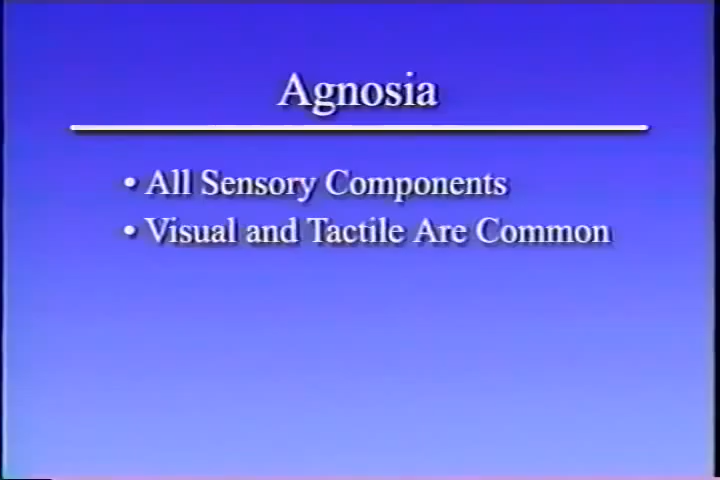 Agnosia
• All Sensory Components
• Visual and Tactile Are Common